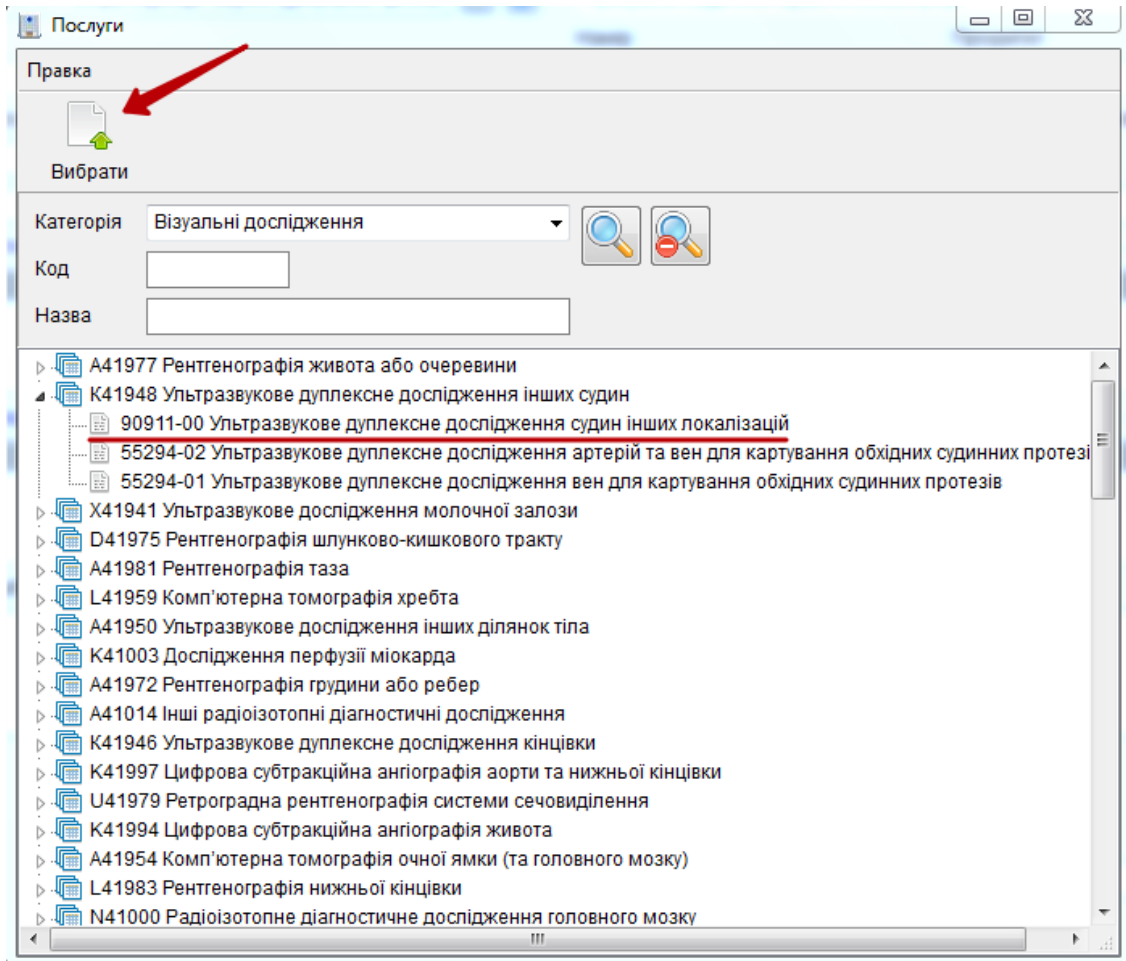 Послуги
Правка
Вибрати
Категорія Візуальні дослідження
Код
Назва
A41977 Рентгенографія живота або очеревини
K41948 Ультразвукове дуплексне дослідження інших судин
90911-00 Ультразвукове дуплексне дослідження судин інших локалізацій
55294-02 Ультразвукове дуплексне дослідження артерій та вен для картування обхідних судинних протезі
55294-01 Ультразвукове дуплексне дослідження вен для картування обхідних судинних протезів
X41941 Ультразвукове дослідження молочної залози
D41975 Рентгенографія шлунково-кишкового тракту
A41981 Рентгенографія таза
L41959 Комп'ютерна томографія хребта
A41950 Ультразвукове дослідження інших ділянок тіла
K41003 Дослідження перфузії міокарда
A41972 Рентгенографія грудини або ребер
A41014 Інші радіоізотопні діагностичні дослідження
K41946 Ультразвукове дуплексне дослідження кінцівки
K41997 Цифрова субтракційна ангіографія аорти та нижньої кінцівки
U41979 Ретроградна рентгенографія системи сечовиділення
K41994 Цифрова субтракційна ангіографія живота
A41954 Комп'ютерна томографія очної ямки (та головного мозку)
L41983 Рентгенографія нижньої кінцівки
N41000 Радіоізотопне діагностичне дослідження головного мозку